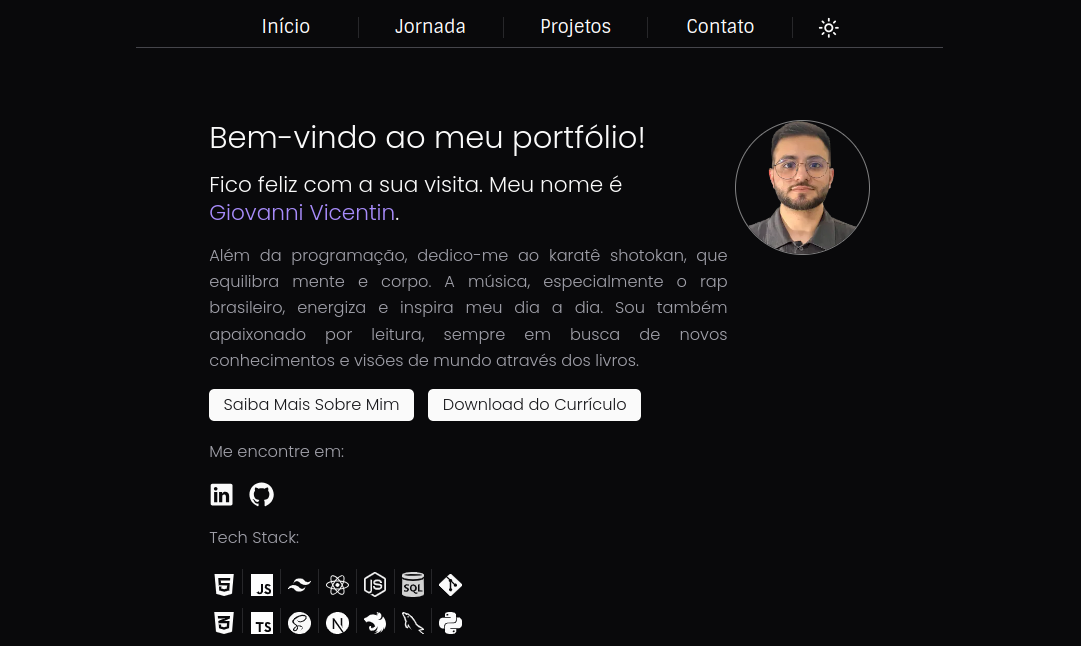 Início Jornada Projetos Contato
Bem-vindo ao meu portfólio!
Fico feliz com a sua visita. Meu nome é
Giovanni Vicentin.
Além da programação, dedico-me ao karatê shotokan, que
equilibra mente e corpo. A música, especialmente o rap
brasileiro, energiza e inspira meu dia a dia. Sou também
apaixonado por leitura, sempre em busca de novos
conhecimentos e visões de mundo através dos livros.
Saiba Mais Sobre Mim Download do Currículo
Me encontre em:
in
Tech Stack:
5 JS JS SQL
3 TS N